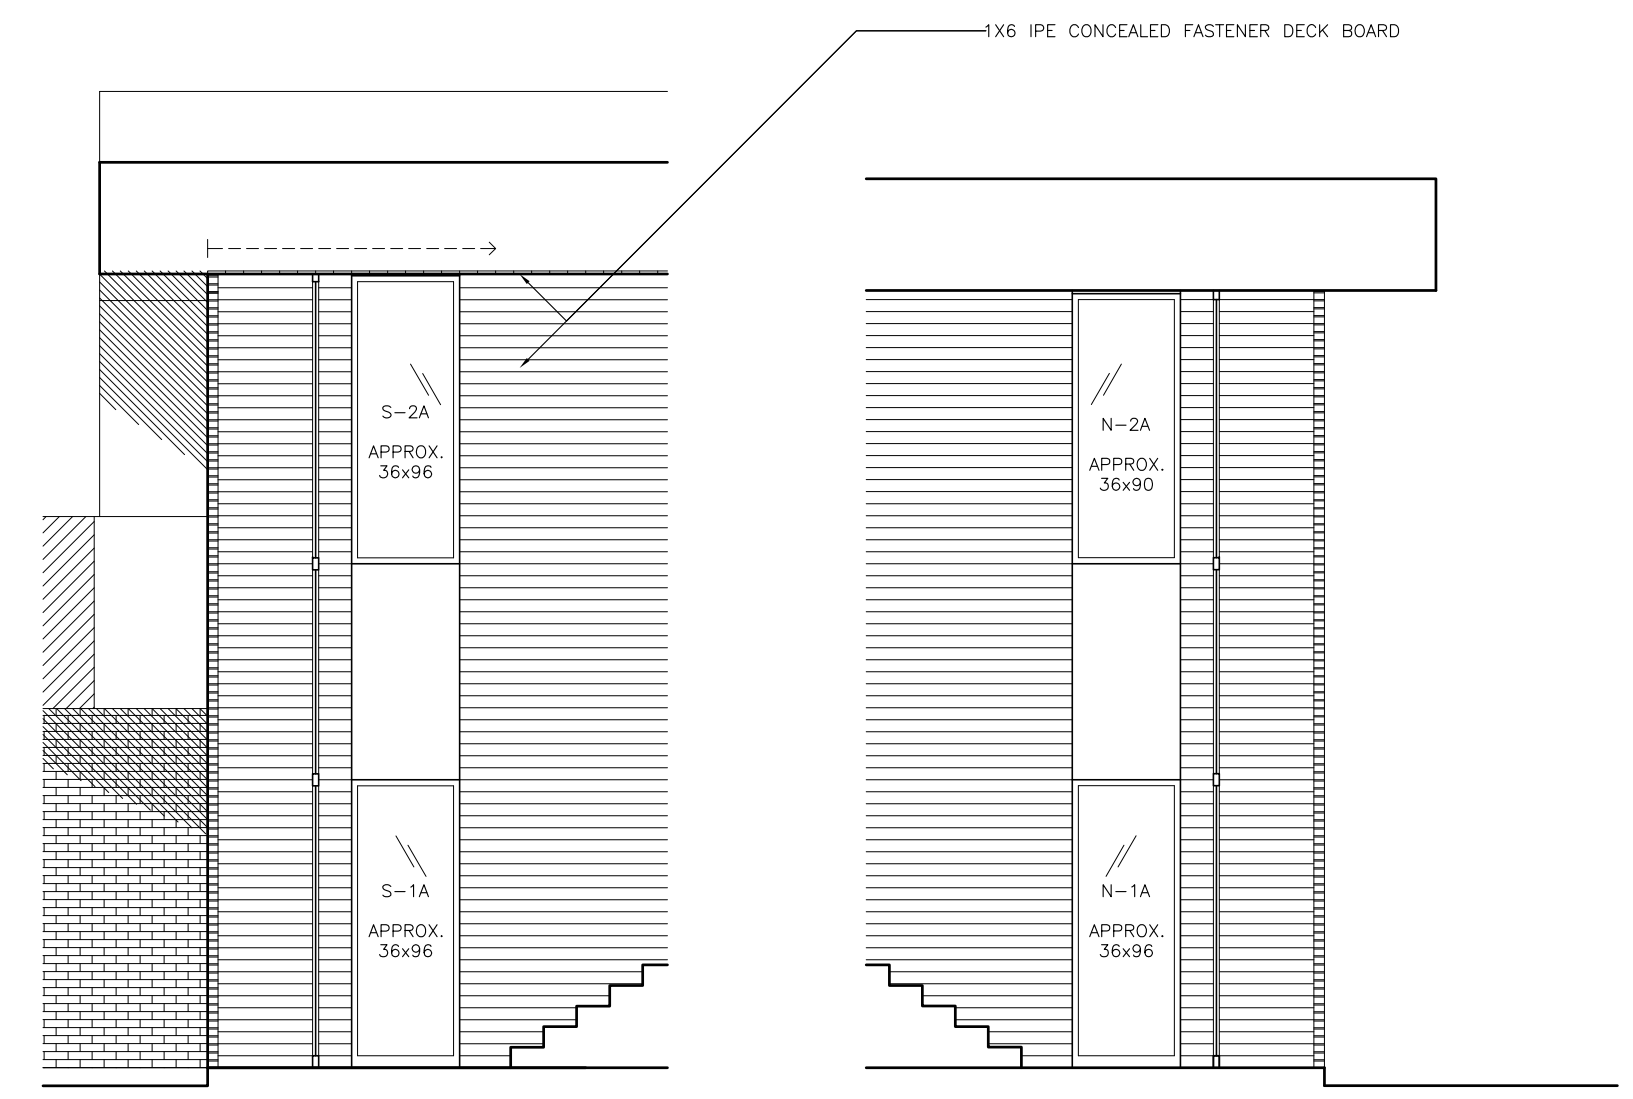 1X6 IPE CONCEALED FASTENER DECK BOARD
S-2A
APPROX.
36x96
N-2A
APPROX.
36x90
S-1A
APPROX.
36x96
N-1A
APPROX.
36x96